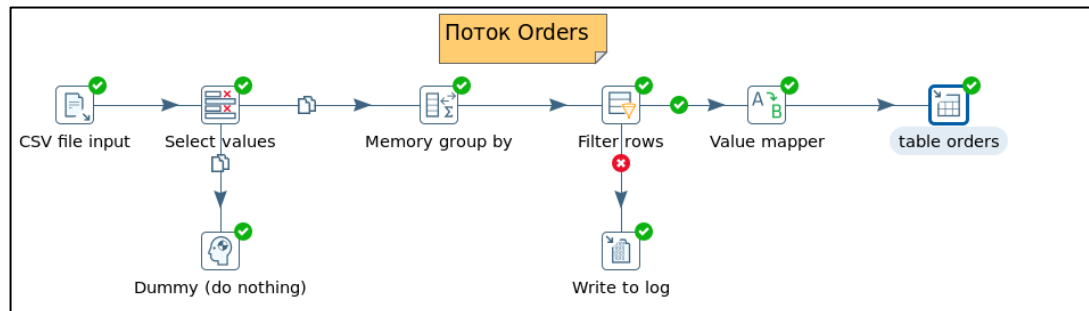 Поток Orders
CSV file input
Select values
Memory group by
Filter rows
Value mapper
table orders
Dummy (do nothing)
Write to log